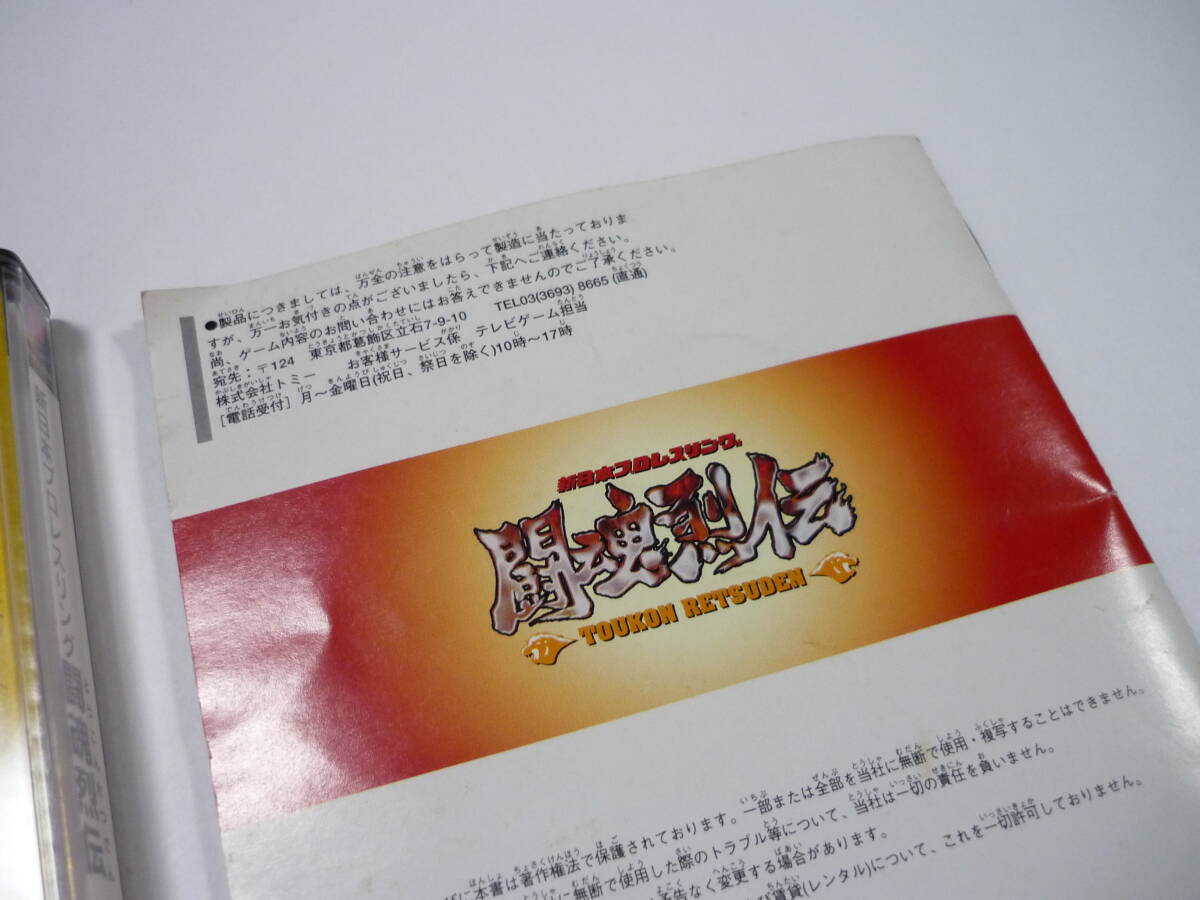 ●製品につきましては、万全の注意をはらって製造に当たっておりま
すが、万一お気付きの点がございましたら、下記へご連絡ください。
尚、ゲーム内容のお問い合わせにはお答えできませんのでご了承ください。
宛先：〒124 東京都葛飾区立石7-9-10 TEL03(3693) 8665 (直通)
株式会社トミー お客様サービス係 テレビゲーム担当
[電話受付] 月〜金曜日(祝日、祭日を除く)10時〜17時
新日本プロレスリング
闘魂烈伝
TOUKON RETSUDEN
本書は著作権法で保護されております。一部または全部を当社に無断で使用・複写することはできません。
に無断で使用した際のトラブル等について、当社は一切の責任を負いません。
予告なく変更する場合があります。
賃貸(レンタル)について、これを一切許可しておりません。
新日本プロレスリング 闘魂烈伝